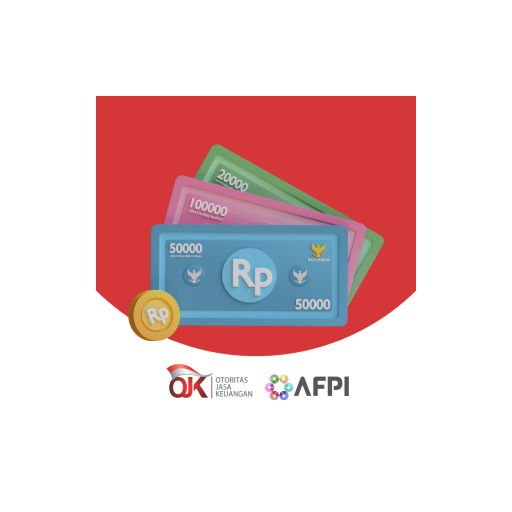 20000
100000
50000
Rp
INDONESIA
50000
Rp
OJK
OTORITAS
JASA
KEUANGAN
AFPI